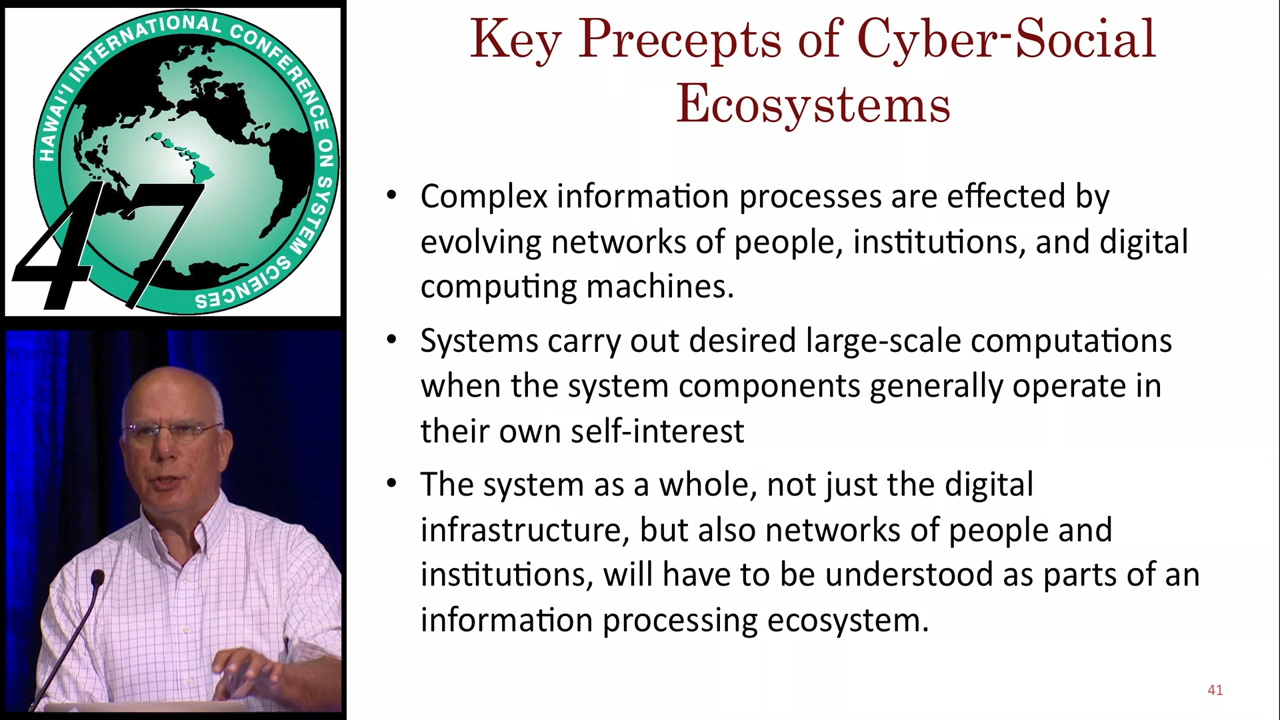 HAWAI'I INTERNATIONAL CONFERENCE ON SYSTEM SCIENCES
47
Key Precepts of Cyber-Social
Ecosystems
• Complex information processes are effected by
evolving networks of people, institutions, and digital
computing machines.
• Systems carry out desired large-scale computations
when the system components generally operate in
their own self-interest
• The system as a whole, not just the digital
infrastructure, but also networks of people and
institutions, will have to be understood as parts of an
information processing ecosystem.
41